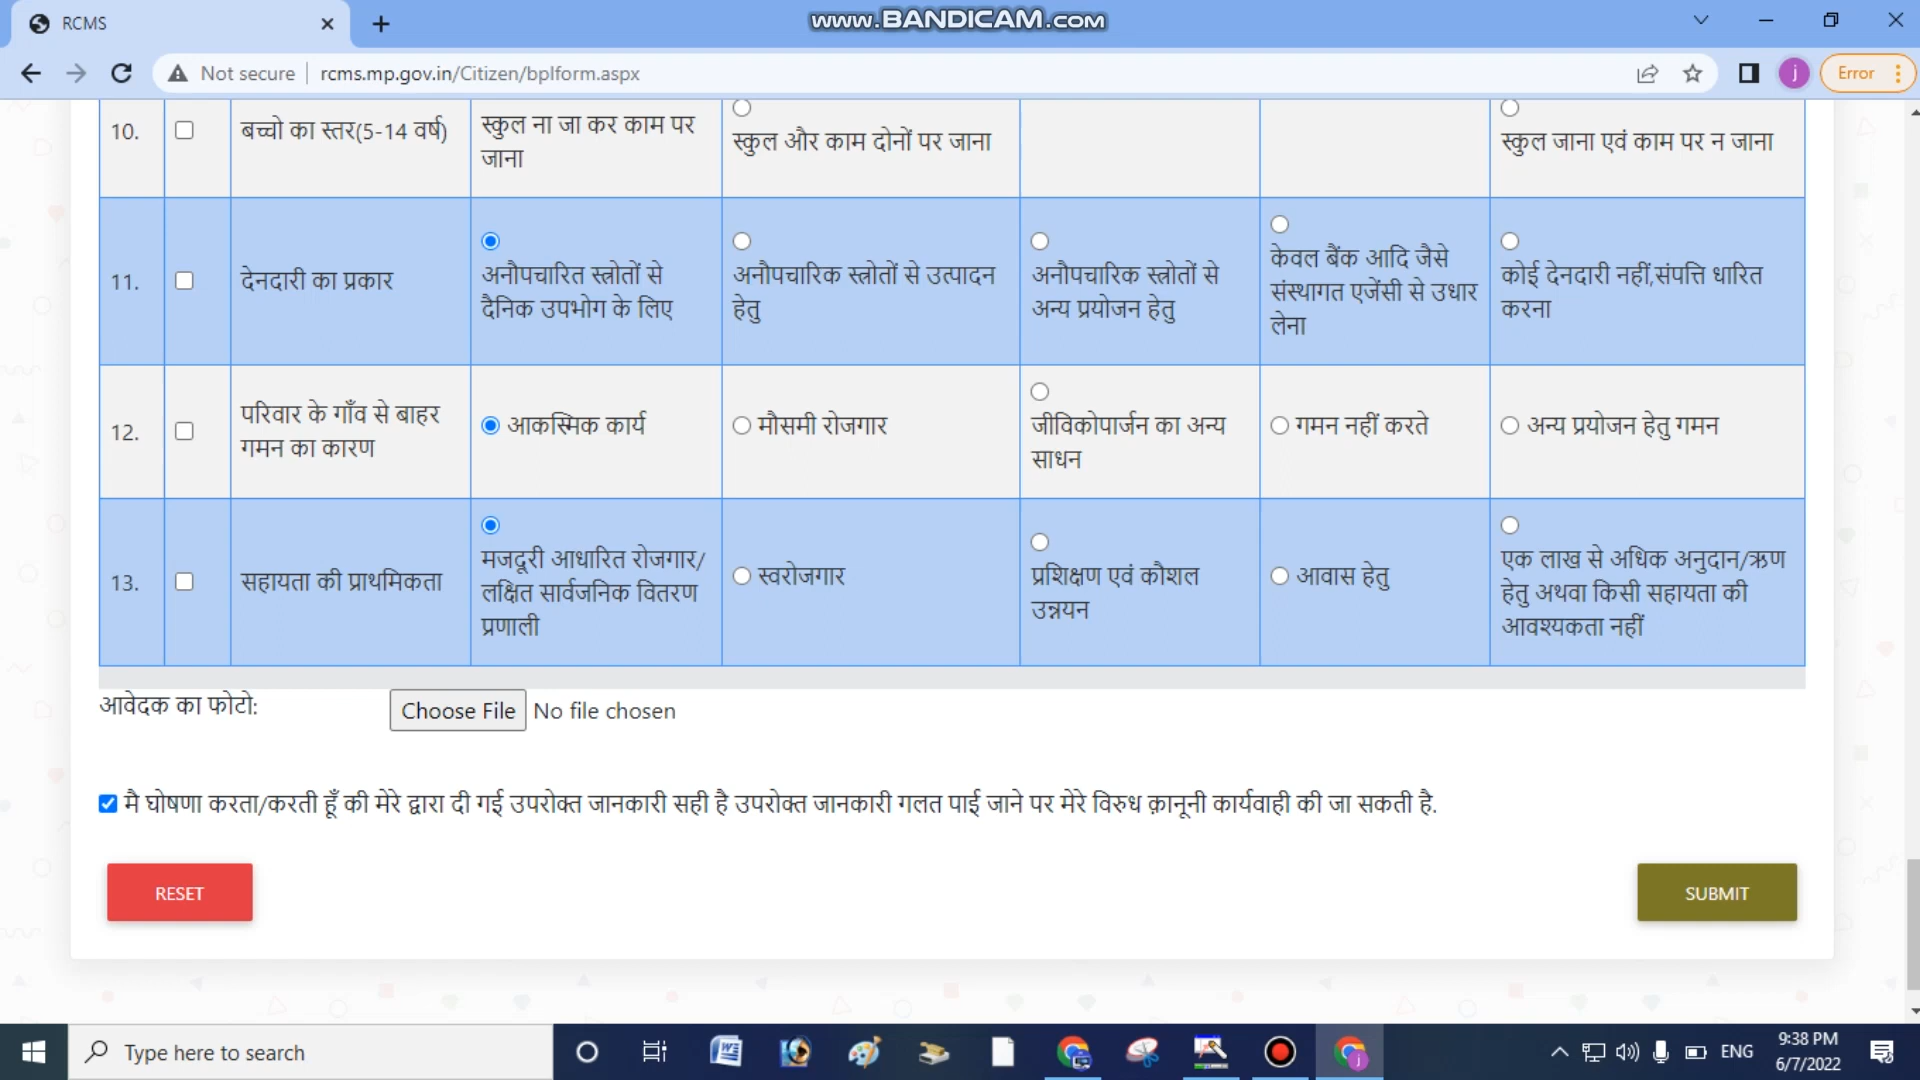 RCMS
www.BANDICAM.com
Not secure
rcms.mp.gov.in/Citizen/bplform.aspx
j
Error
10.
बच्चो का स्तर(5-14 वर्ष)
स्कुल ना जा कर काम पर
जाना
स्कुल और काम दोनों पर जाना
स्कुल जाना एवं काम पर न जाना
11.
देनदारी का प्रकार
अनौपचारित स्त्रोतों से
दैनिक उपभोग के लिए
अनौपचारिक स्त्रोतों से उत्पादन
हेतु
अनौपचारिक स्त्रोतों से
अन्य प्रयोजन हेतु
केवल बैंक आदि जैसे
संस्थागत एजेंसी से उधार
लेना
कोई देनदारी नहीं,संपत्ति धारित
करना
12.
परिवार के गाँव से बाहर
गमन का कारण
आकस्मिक कार्य
मौसमी रोजगार
जीविकोपार्जन का अन्य
साधन
गमन नहीं करते
अन्य प्रयोजन हेतु गमन
13.
सहायता की प्राथमिकता
मजदूरी आधारित रोजगार/
लक्षित सार्वजनिक वितरण
प्रणाली
स्वरोजगार
प्रशिक्षण एवं कौशल
उन्नयन
आवास हेतु
एक लाख से अधिक अनुदान/ऋण
हेतु अथवा किसी सहायता की
आवश्यकता नहीं
आवेदक का फोटो:
Choose File
No file chosen
मै घोषणा करता/करती हूँ की मेरे द्वारा दी गई उपरोक्त जानकारी सही है उपरोक्त जानकारी गलत पाई जाने पर मेरे विरुध क़ानूनी कार्यवाही की जा सकती है.
RESET
SUBMIT
Type here to search
ENG
9:38 PM
6/7/2022